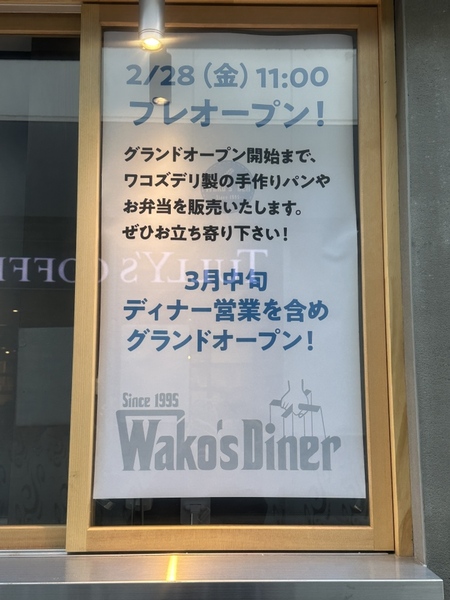 2/28（金）11:00
プレオープン！
グランドオープン開始まで、
ワコズデリ製の手作りパンや
お弁当を販売いたします。
ぜひお立ち寄り下さい！
TULLY'S COFFE
3月中旬
ディナー営業を含め
グランドオープン！
Since 1995
Wako's Diner